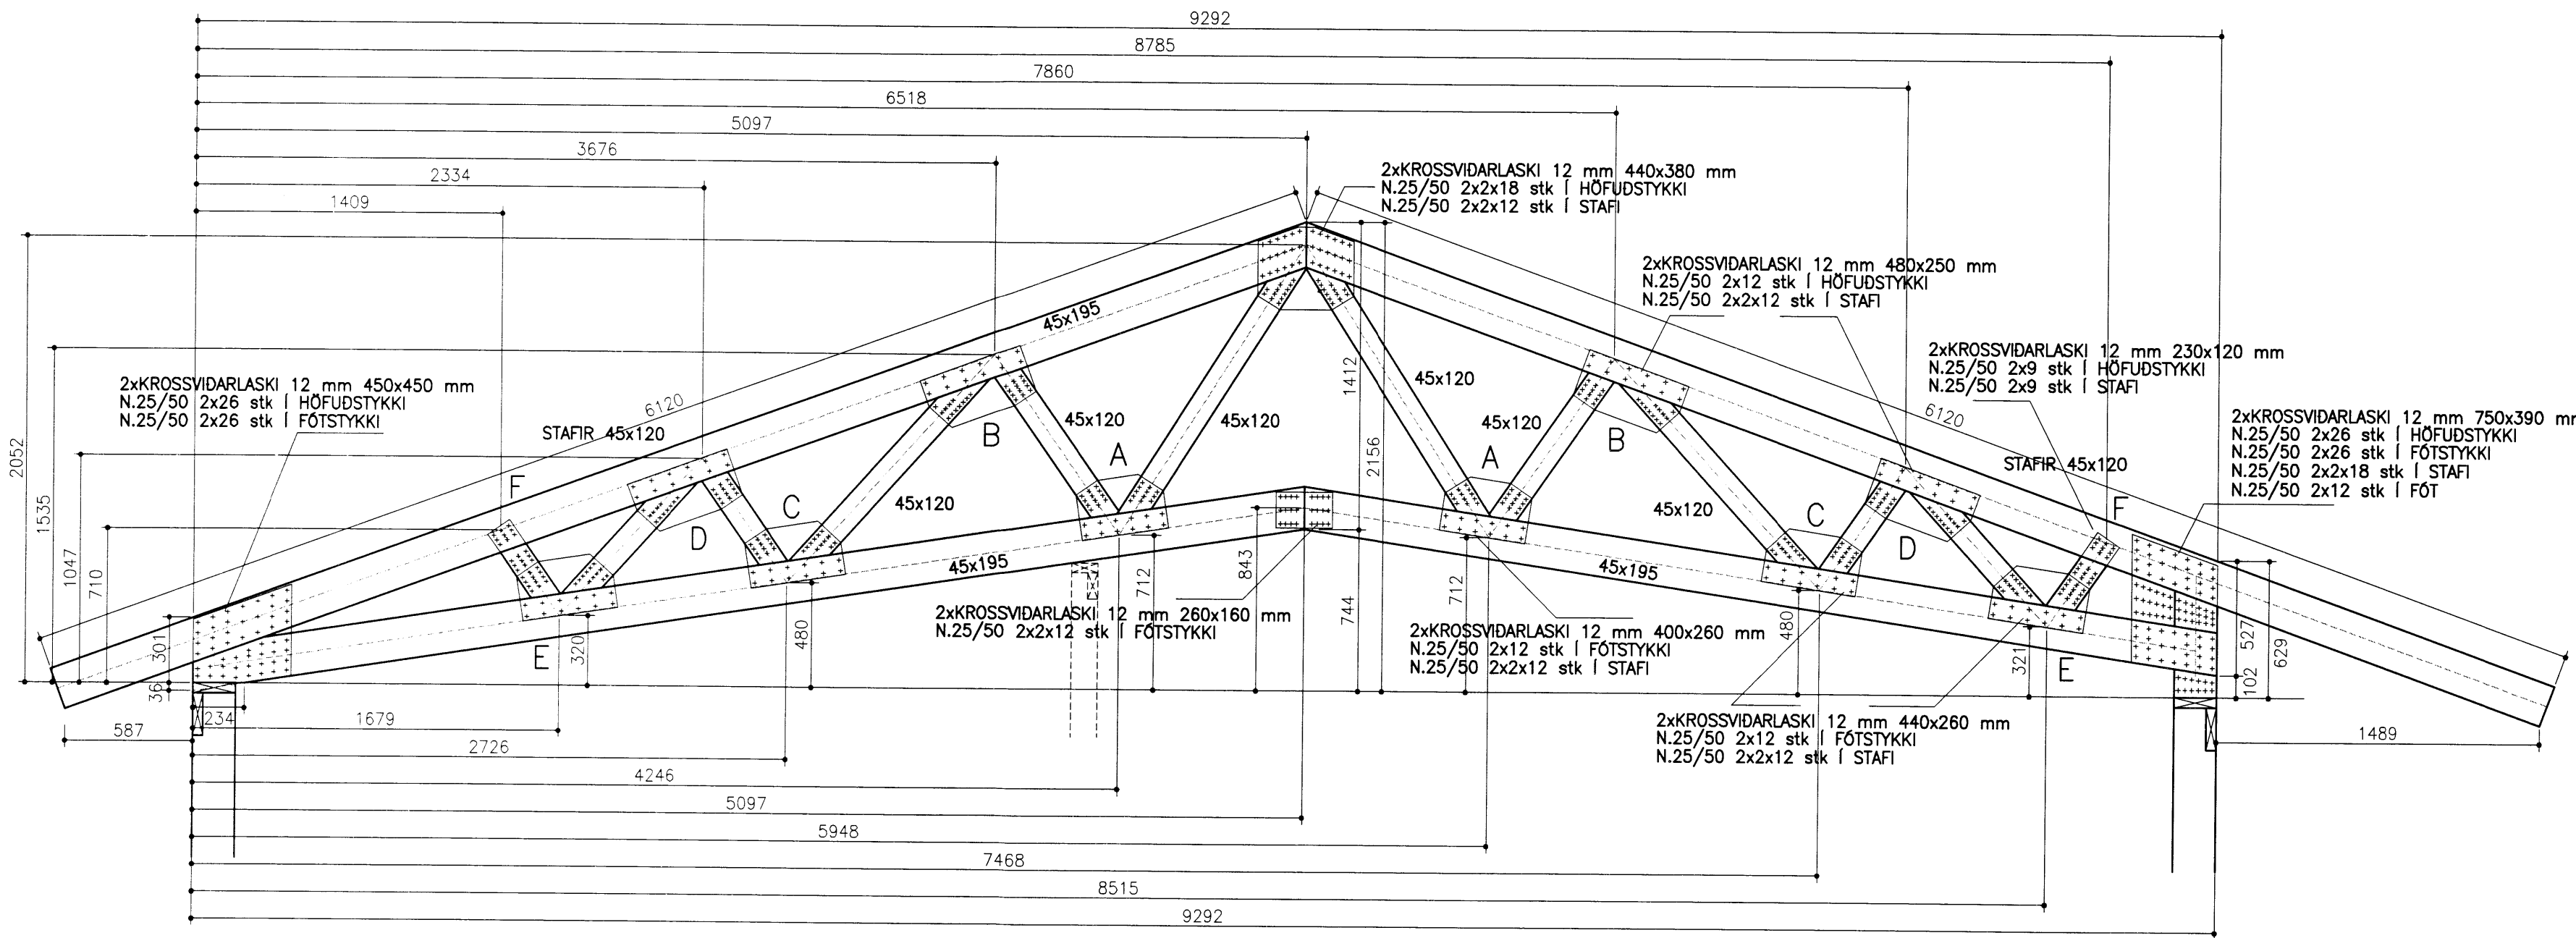 9292
8785
7860
6518
5097
3676
2334
1409
2xKROSSVIÐARLASKI 12 mm 440x380 mm
N.25/50 2x2x18 stk Í HÖFUÐSTYKKI
N.25/50 2x2x12 stk Í STAFI
2xKROSSVIÐARLASKI 12 mm 480x250 mm
N.25/50 2x12 stk Í HÖFUÐSTYKKI
N.25/50 2x2x12 stk Í STAFI
2xKROSSVIÐARLASKI 12 mm 230x120 mm
N.25/50 2x9 stk Í HÖFUÐSTYKKI
N.25/50 2x9 stk Í STAFI
2xKROSSVIÐARLASKI 12 mm 450x450 mm
N.25/50 2x26 stk Í HÖFUÐSTYKKI
N.25/50 2x26 stk Í FÓTSTYKKI
2xKROSSVIÐARLASKI 12 mm 750x390 m
N.25/50 2x26 stk Í HÖFUÐSTYKKI
N.25/50 2x26 stk Í FÓTSTYKKI
N.25/50 2x2x18 stk Í STAFI
N.25/50 2x12 stk Í FÓT
2052
1535
1047
710
301
36
45x195
6120
STAFIR 45x120
6120
STAFIR 45x120
1412
2156
45x120
45x120
45x120
45x120
45x120
45x120
F
B
A
A
B
F
D
C
C
D
E
E
45x195
45x195
712
843
744
712
320
480
480
321
527
629
102
2xKROSSVIÐARLASKI 12 mm 260x160 mm
N.25/50 2x2x12 stk Í FÓTSTYKKI
2xKROSSVIÐARLASKI 12 mm 400x260 mm
N.25/50 2x12 stk Í FÓTSTYKKI
N.25/50 2x2x12 stk Í STAFI
2xKROSSVIÐARLASKI 12 mm 440x260 mm
N.25/50 2x12 stk Í FÓTSTYKKI
N.25/50 2x2x12 stk Í STAFI
234
587
1679
1489
2726
4246
5097
5948
7468
8515
9292